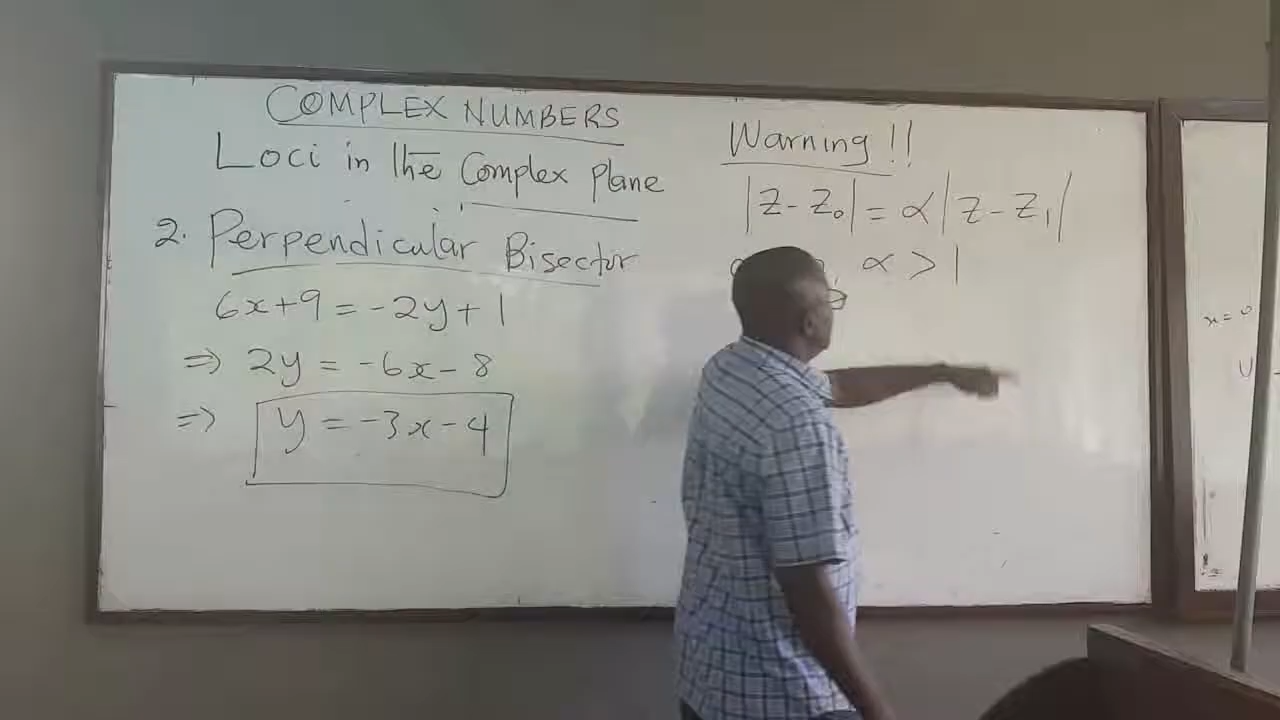 COMPLEX NUMBERS
Loci in the Complex Plane
2. Perpendicular Bisector
6x+9 = -2y+1
⇒ 2y = -6x-8
⇒ y = -3x-4
Warning !!
|z-z₀| = α|z-z₁|
α > 1
x = 0